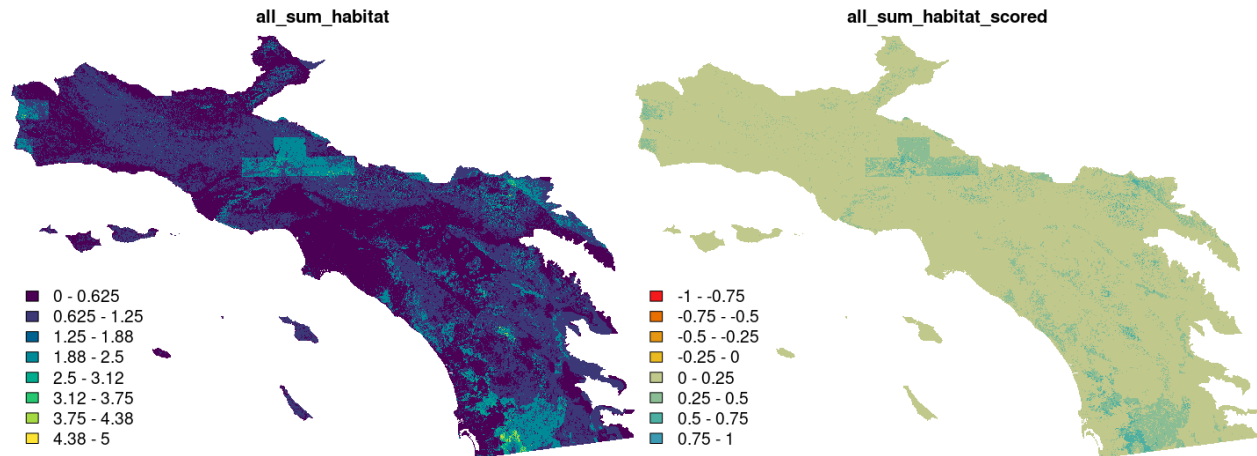 all_sum_habitat
0 - 0.625
0.625 - 1.25
1.25 - 1.88
1.88 - 2.5
2.5 - 3.12
3.12 - 3.75
3.75 - 4.38
4.38 - 5
all_sum_habitat_scored
-1 - -0.75
-0.75 - -0.5
-0.5 - -0.25
-0.25 - 0
0 - 0.25
0.25 - 0.5
0.5 - 0.75
0.75 - 1